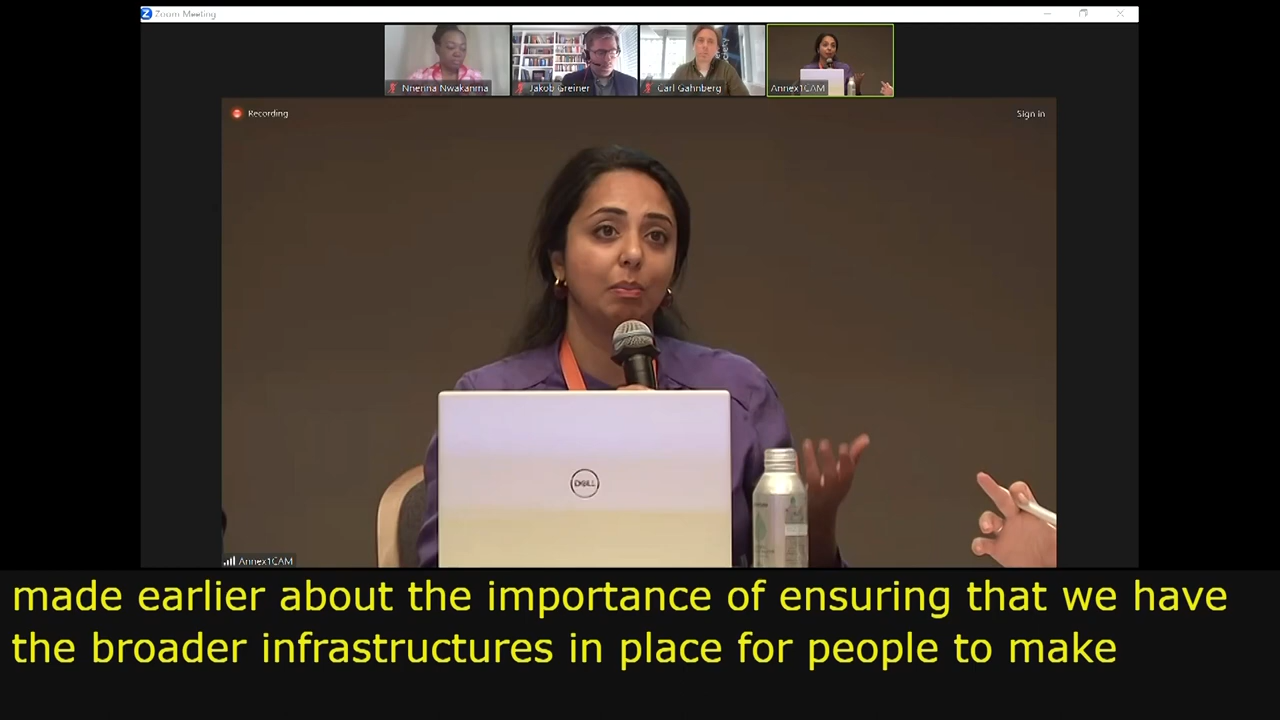 Zoom Meeting
Nnenna Nwakanma
Jakob Greiner
Carl Gahnberg
Annex1CAM
Recording
Sign in
DELL
Annex1CAM
made earlier about the importance of ensuring that we have
the broader infrastructures in place for people to make